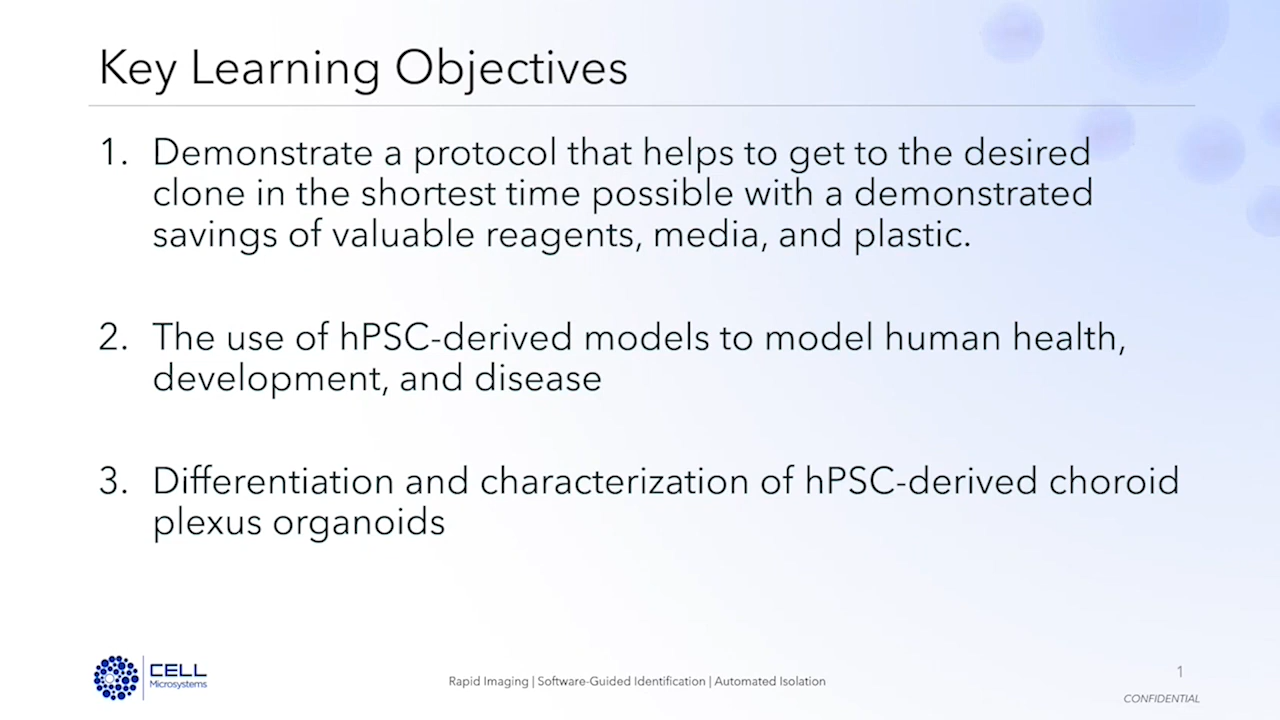 Key Learning Objectives
1. Demonstrate a protocol that helps to get to the desired
clone in the shortest time possible with a demonstrated
savings of valuable reagents, media, and plastic.
2. The use of hPSC-derived models to model human health,
development, and disease
3. Differentiation and characterization of hPSC-derived choroid
plexus organoids
CELL
Microsystems
Rapid Imaging | Software-Guided Identification | Automated Isolation
1
CONFIDENTIAL